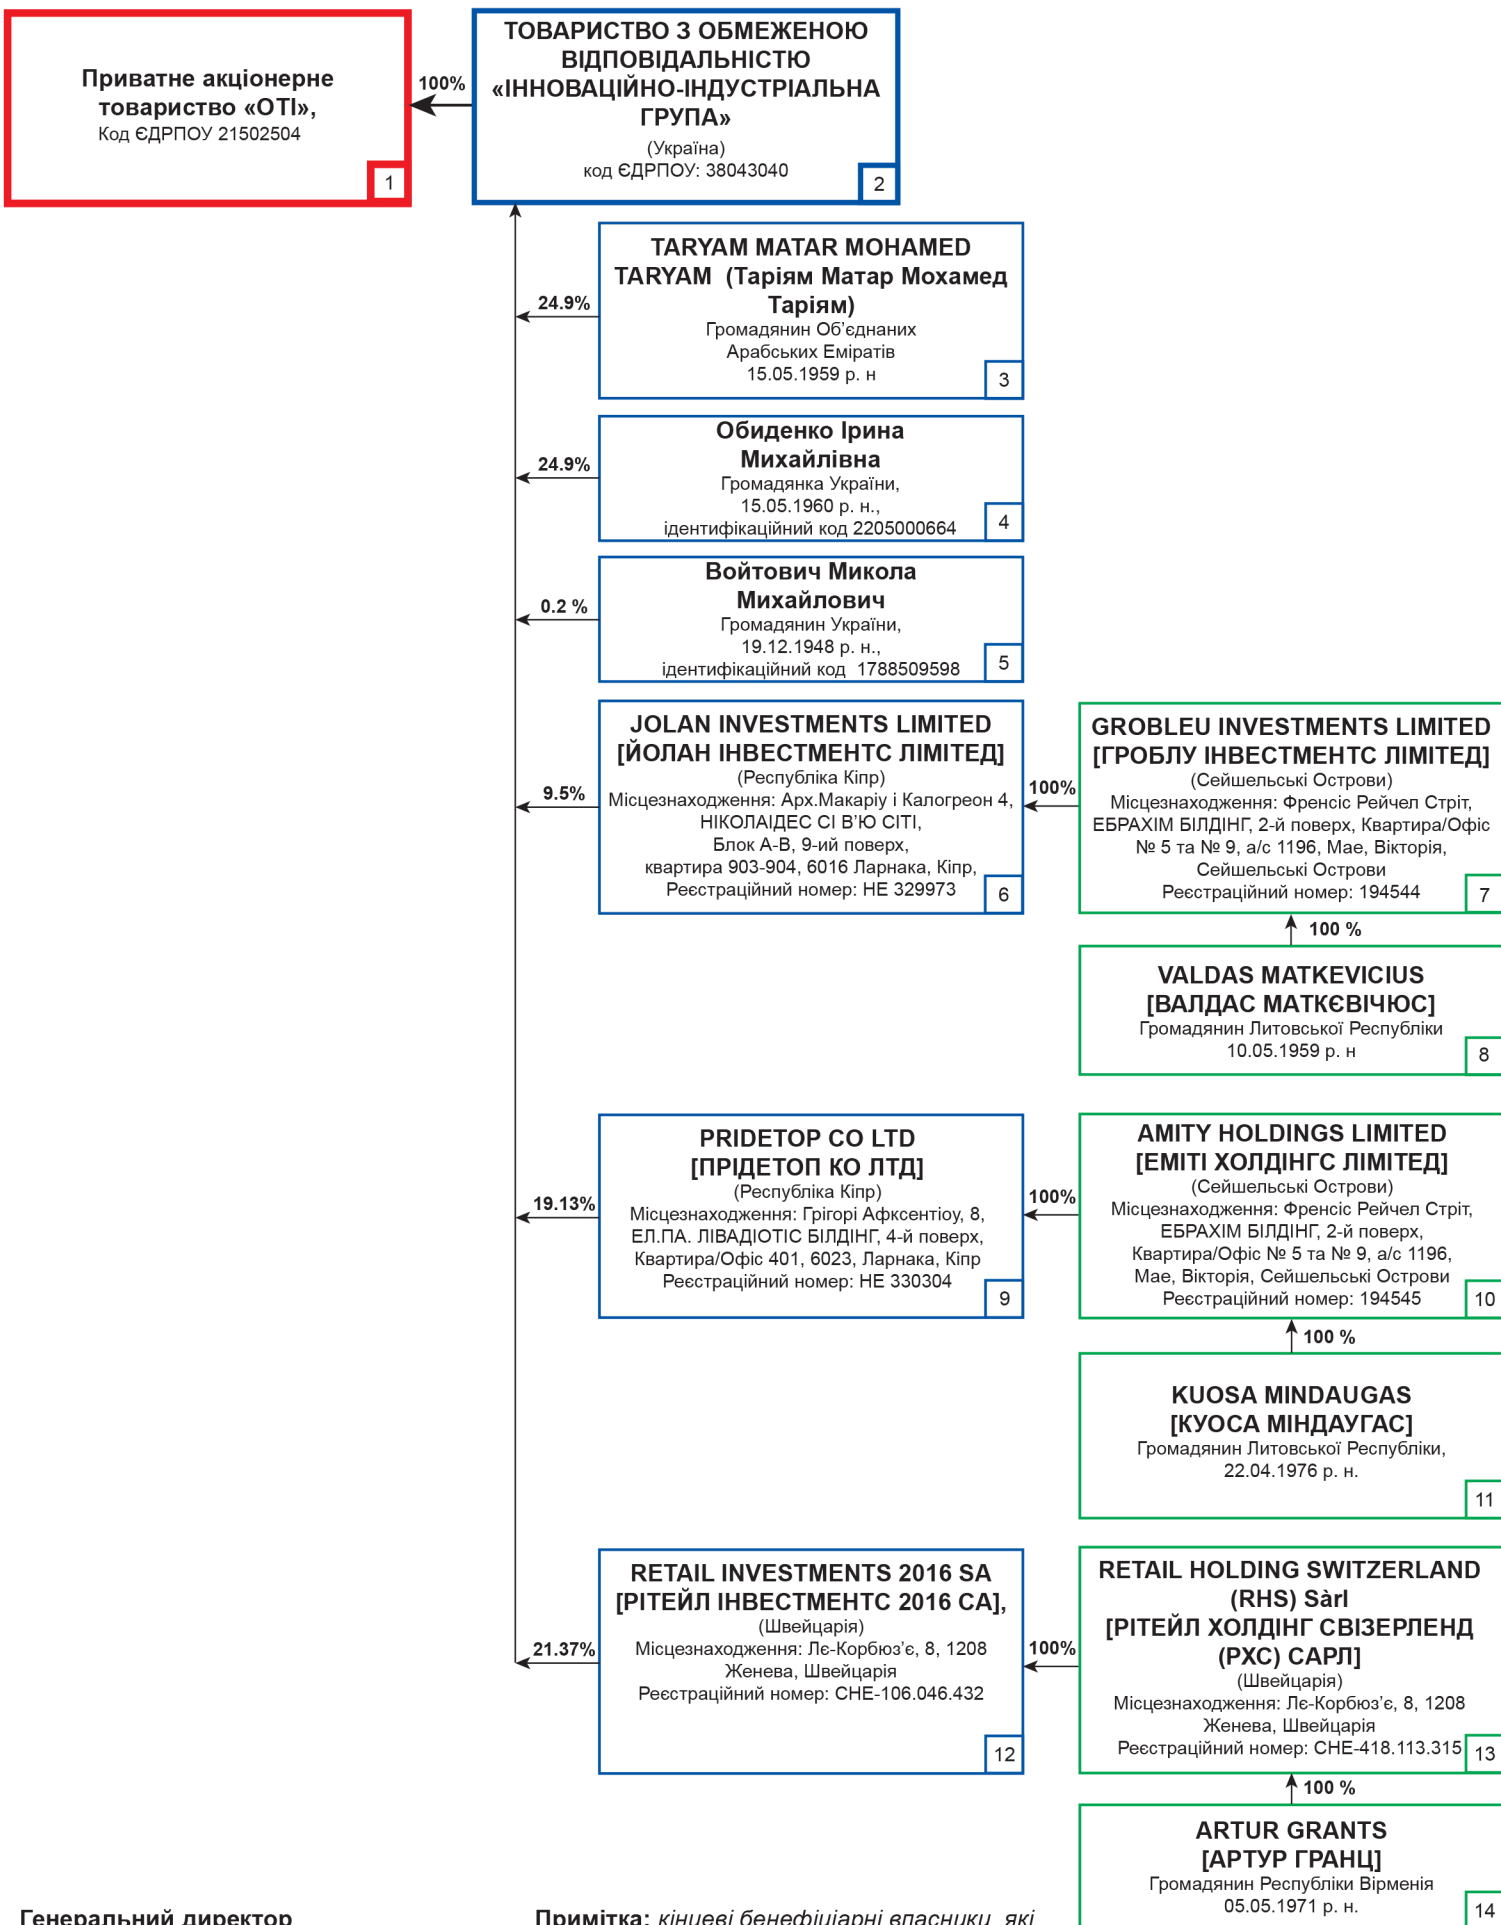 Приватне акціонерне
товариство «ОТІ»,
Код ЄДРПОУ 21502504
1
100%
ТОВАРИСТВО З ОБМЕЖЕНОЮ
ВІДПОВІДАЛЬНІСТЮ
«ІННОВАЦІЙНО-ІНДУСТРІАЛЬНА
ГРУПА»
(Україна)
код ЄДРПОУ: 38043040
2
24.9%
TARYAM MATAR MOHAMED
TARYAM (Таріям Матар Мохамед
Таріям)
Громадянин Об’єднаних
Арабських Еміратів
15.05.1959 р. н
3
24.9%
Обиденко Ірина
Михайлівна
Громадянка України,
15.05.1960 р. н.,
ідентифікаційний код 2205000664
4
0.2 %
Войтович Микола
Михайлович
Громадянин України,
19.12.1948 р. н.,
ідентифікаційний код 1788509598
5
9.5%
JOLAN INVESTMENTS LIMITED
[ЙОЛАН ІНВЕСТМЕНТС ЛІМІТЕД]
(Республіка Кіпр)
Місцезнаходження: Арх.Макаріу і Калогреон 4,
НІКОЛАІДЕС СІ В’Ю СІТІ,
Блок А-В, 9-ий поверх,
квартира 903-904, 6016 Ларнака, Кіпр,
Реєстраційний номер: НЕ 329973
6
100%
GROBLEU INVESTMENTS LIMITED
[ГРОБЛУ ІНВЕСТМЕНТС ЛІМІТЕД]
(Сейшельські Острови)
Місцезнаходження: Френсіс Рейчел Стріт,
ЕБРАХІМ БІЛДІНГ, 2-й поверх, Квартира/Офіс
№ 5 та № 9, а/с 1196, Мае, Вікторія,
Сейшельські Острови
Реєстраційний номер: 194544
7
100 %
VALDAS MATKEVICIUS
[ВАЛДАС МАТКЄВІЧЮС]
Громадянин Литовської Республіки
10.05.1959 р. н
8
19.13%
PRIDETOP CO LTD
[ПРІДЕТОП КО ЛТД]
(Республіка Кіпр)
Місцезнаходження: Грігорі Афксентіоу, 8,
ЕЛ.ПА. ЛІВАДІОТІС БІЛДІНГ, 4-й поверх,
Квартира/Офіс 401, 6023, Ларнака, Кіпр
Реєстраційний номер: НЕ 330304
9
100%
AMITY HOLDINGS LIMITED
[ЕМІТІ ХОЛДІНГС ЛІМІТЕД]
(Сейшельські Острови)
Місцезнаходження: Френсіс Рейчел Стріт,
ЕБРАХІМ БІЛДІНГ, 2-й поверх,
Квартира/Офіс № 5 та № 9, а/с 1196,
Мае, Вікторія, Сейшельські Острови
Реєстраційний номер: 194545
10
100 %
KUOSA MINDAUGAS
[КУОСА МІНДАУГАС]
Громадянин Литовської Республіки,
22.04.1976 р. н.
11
21.37%
RETAIL INVESTMENTS 2016 SA
[РІТЕЙЛ ІНВЕСТМЕНТС 2016 СА],
(Швейцарія)
Місцезнаходження: Лє-Корбюз’є, 8, 1208
Женева, Швейцарія
Реєстраційний номер: CHE-106.046.432
12
100%
RETAIL HOLDING SWITZERLAND
(RHS) Sàrl
[РІТЕЙЛ ХОЛДІНГ СВІЗЕРЛЕНД
(РХС) САРЛ]
(Швейцарія)
Місцезнаходження: Лє-Корбюз’є, 8, 1208
Женева, Швейцарія
Реєстраційний номер: CHE-418.113.315
13
100 %
ARTUR GRANTS
[АРТУР ГРАНЦ]
Громадянин Республіки Вірменія
05.05.1971 р. н.
14
Генеральний директор
Примітка: кінцеві бенефіціарні власники, які